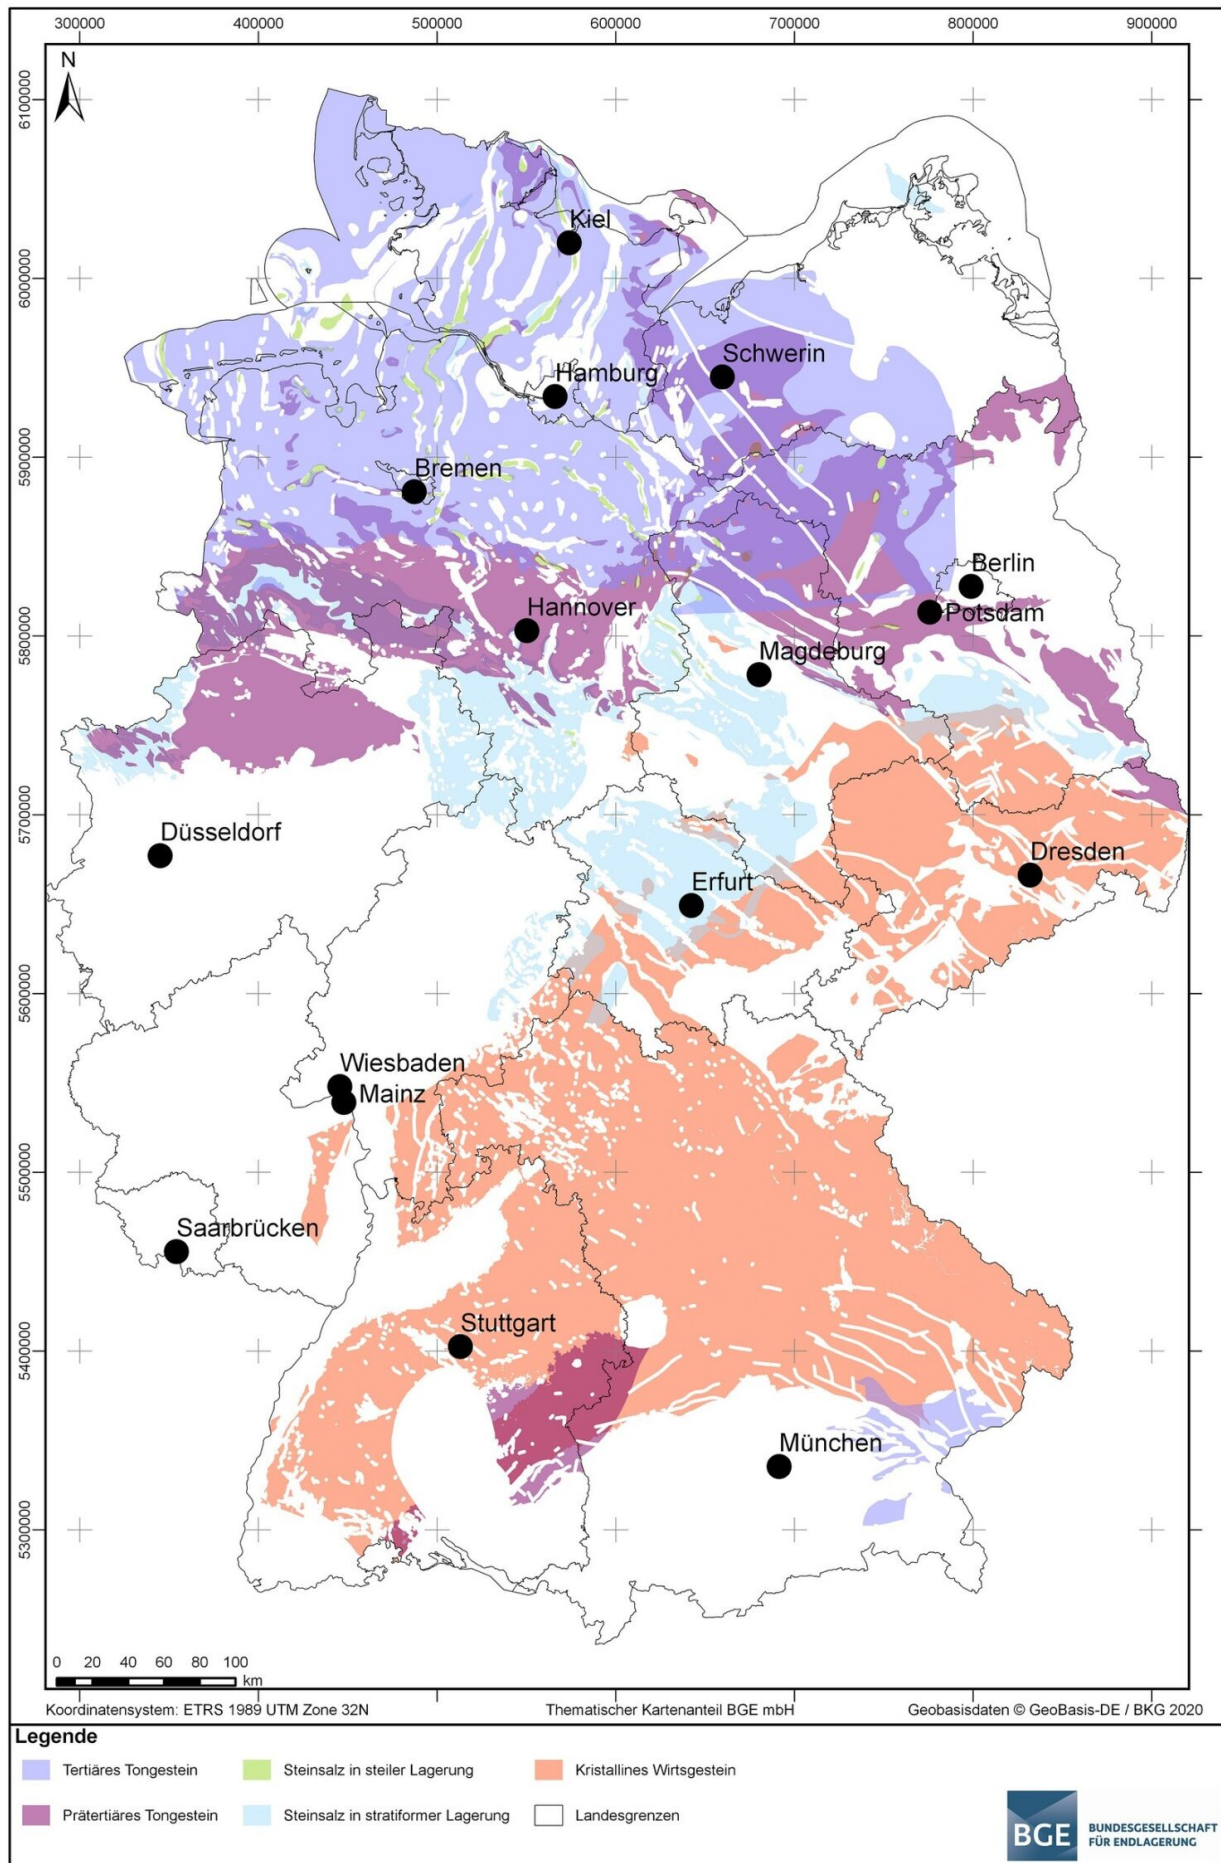 300000 400000 500000 600000 700000 800000 900000
N
6100000
6000000
5900000
5800000
5700000
5600000
5500000
5400000
5300000
Kiel
Schwerin
Hamburg
Bremen
Berlin
Hannover
Potsdam
Magdeburg
Düsseldorf
Dresden
Erfurt
Wiesbaden
Mainz
Saarbrücken
Stuttgart
München
0 20 40 60 80 100
km
Koordinatensystem: ETRS 1989 UTM Zone 32N Thematischer Kartenanteil BGE mbH Geobasisdaten © GeoBasis-DE / BKG 2020
Legende
Tertiäres Tongestein Steinsalz in steiler Lagerung Kristallines Wirtsgestein
Prätertiäres Tongestein Steinsalz in stratiformer Lagerung Landesgrenzen
BGE
BUNDESGESELLSCHAFT
FÜR ENDLAGERUNG